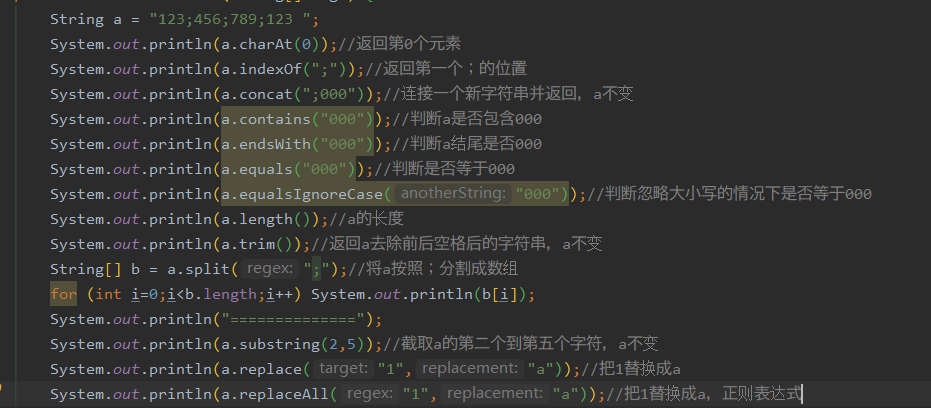 String a = "123;456;789;123 ";
System.out.println(a.charAt(0));//返回第0个元素
System.out.println(a.indexOf(";"));//返回第一个;的位置
System.out.println(a.concat(";000"));//连接一个新字符串并返回，a不变
System.out.println(a.contains("000"));//判断a是否包含000
System.out.println(a.endsWith("000"));//判断a结尾是否000
System.out.println(a.equals("000"));//判断是否等于000
System.out.println(a.equalsIgnoreCase( anotherString: "000"));//判断忽略大小写的情况下是否等于000
System.out.println(a.length());//a的长度
System.out.println(a.trim());//返回a去除前后空格后的字符串，a不变
String[] b = a.split( regex: ";");//将a按照;分割成数组
for (int i=0;i<b.length;i++) System.out.println(b[i]);
System.out.println("==============");
System.out.println(a.substring(2,5));//截取a的第二个到第五个字符，a不变
System.out.println(a.replace( target: "1", replacement: "a"));//把1替换成a
System.out.println(a.replaceAll( regex: "1", replacement: "a"));//把1替换成a，正则表达式